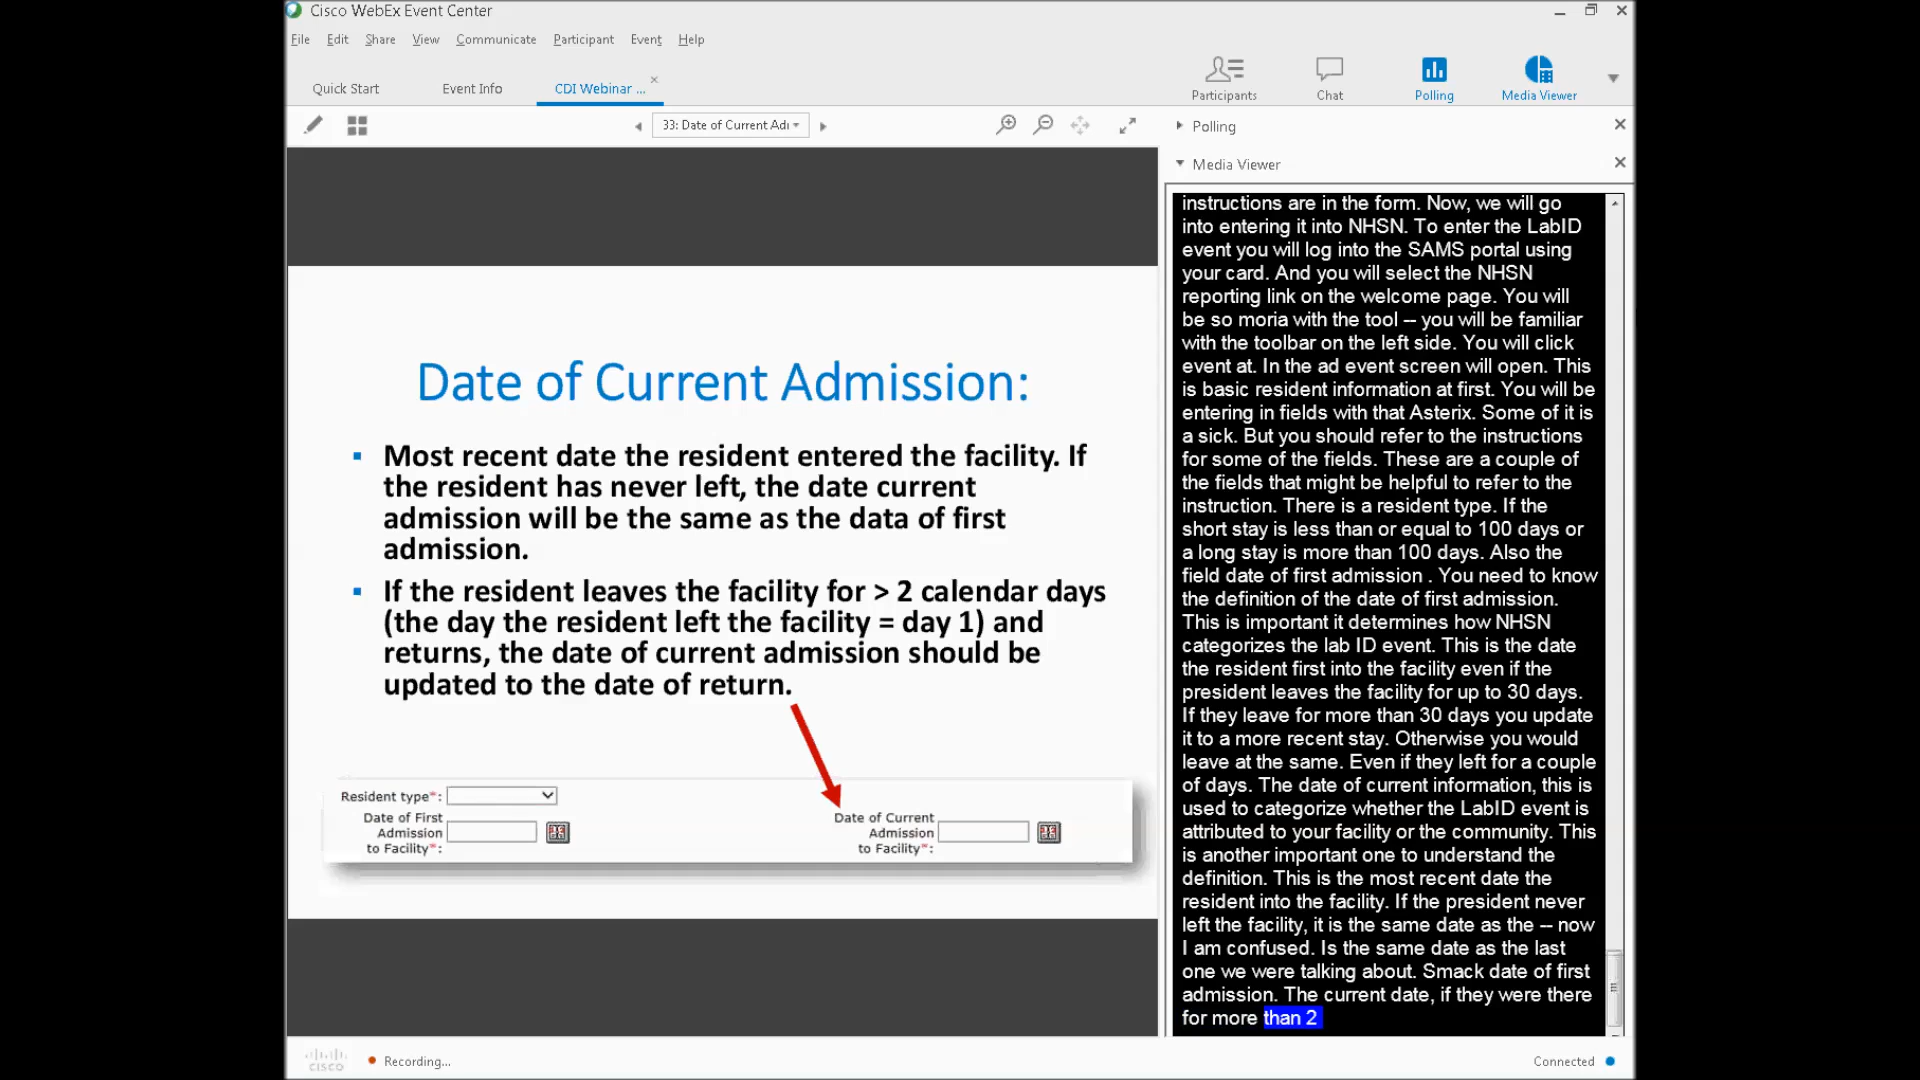 Cisco WebEx Event Center
File Edit Share View Communicate Participant Event Help
Quick Start Event Info CDI Webinar ...
Participants Chat Polling Media Viewer
33: Date of Current Adı
Polling
Media Viewer
Date of Current Admission:
▪ Most recent date the resident entered the facility. If
the resident has never left, the date current
admission will be the same as the data of first
admission.
▪ If the resident leaves the facility for > 2 calendar days
(the day the resident left the facility = day 1) and
returns, the date of current admission should be
updated to the date of return.
Resident type*:
Date of First
Admission
to Facility*:
Date of Current
Admission
to Facility*:
instructions are in the form. Now, we will go
into entering it into NHSN. To enter the LabID
event you will log into the SAMS portal using
your card. And you will select the NHSN
reporting link on the welcome page. You will
be so moria with the tool -- you will be familiar
with the toolbar on the left side. You will click
event at. In the ad event screen will open. This
is basic resident information at first. You will be
entering in fields with that Asterix. Some of it is
a sick. But you should refer to the instructions
for some of the fields. These are a couple of
the fields that might be helpful to refer to the
instruction. There is a resident type. If the
short stay is less than or equal to 100 days or
a long stay is more than 100 days. Also the
field date of first admission . You need to know
the definition of the date of first admission.
This is important it determines how NHSN
categorizes the lab ID event. This is the date
the resident first into the facility even if the
president leaves the facility for up to 30 days.
If they leave for more than 30 days you update
it to a more recent stay. Otherwise you would
leave at the same. Even if they left for a couple
of days. The date of current information, this is
used to categorize whether the LabID event is
attributed to your facility or the community. This
is another important one to understand the
definition. This is the most recent date the
resident into the facility. If the president never
left the facility, it is the same date as the -- now
I am confused. Is the same date as the last
one we were talking about. Smack date of first
admission. The current date, if they were there
for more than 2
cisco Recording...
Connected